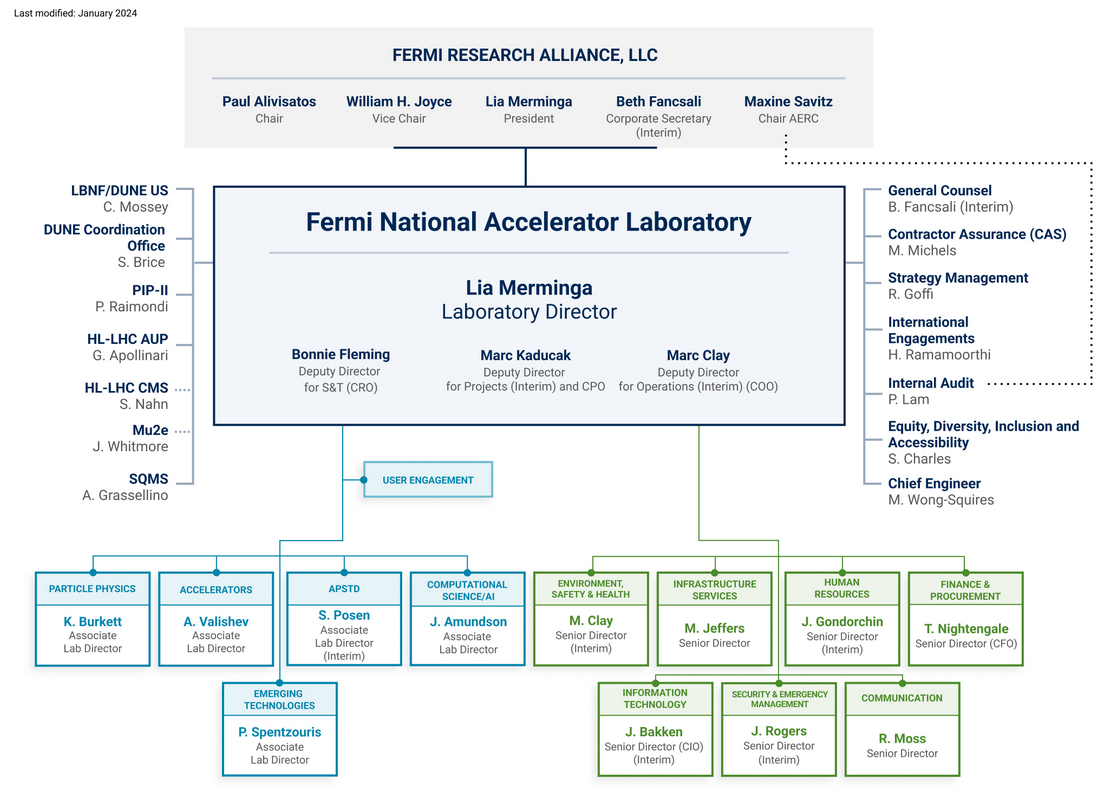 Last modified: January 2024
FERMI RESEARCH ALLIANCE, LLC
Paul Alivisatos
Chair
William H. Joyce
Vice Chair
Lia Merminga
President
Beth Fancsali
Corporate Secretary
(Interim)
Maxine Savitz
Chair AERC
LBNF/DUNE US
C. Mossey
DUNE Coordination
Office
S. Brice
PIP-II
P. Raimondi
HL-LHC AUP
G. Apollinari
HL-LHC CMS
S. Nahn
Mu2e
J. Whitmore
SQMS
A. Grassellino
Fermi National Accelerator Laboratory
Lia Merminga
Laboratory Director
Bonnie Fleming
Deputy Director
for S&T (CRO)
Marc Kaducak
Deputy Director
for Projects (Interim) and CPO
Marc Clay
Deputy Director
for Operations (Interim) (COO)
General Counsel
B. Fancsali (Interim)
Contractor Assurance (CAS)
M. Michels
Strategy Management
R. Goffi
International
Engagements
H. Ramamoorthi
Internal Audit
P. Lam
Equity, Diversity, Inclusion and
Accessibility
S. Charles
Chief Engineer
M. Wong-Squires
USER ENGAGEMENT
PARTICLE PHYSICS
K. Burkett
Associate
Lab Director
ACCELERATORS
A. Valishev
Associate
Lab Director
APSTD
S. Posen
Associate
Lab Director
(Interim)
COMPUTATIONAL
SCIENCE/AI
J. Amundson
Associate
Lab Director
ENVIRONMENT,
SAFETY & HEALTH
M. Clay
Senior Director
(Interim)
INFRASTRUCTURE
SERVICES
M. Jeffers
Senior Director
HUMAN
RESOURCES
J. Gondorchin
Senior Director
(Interim)
FINANCE &
PROCUREMENT
T. Nightengale
Senior Director (CFO)
EMERGING
TECHNOLOGIES
P. Spentzouris
Associate
Lab Director
INFORMATION
TECHNOLOGY
J. Bakken
Senior Director (CIO)
(Interim)
SECURITY & EMERGENCY
MANAGEMENT
J. Rogers
Senior Director
(Interim)
COMMUNICATION
R. Moss
Senior Director